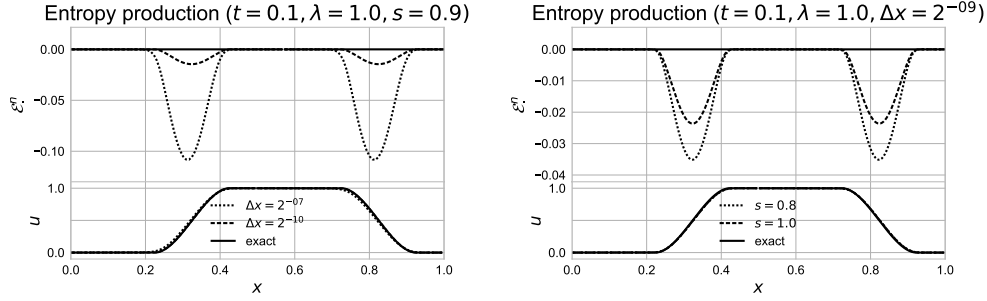 Entropy production (t = 0.1, λ = 1.0, s = 0.9)
0.00
−0.05
−0.10
ℰⁿ.
1.0
0.0
u
Δx = 2⁻⁰⁷
Δx = 2⁻¹⁰
exact
0.0 0.2 0.4 0.6 0.8 1.0
x
Entropy production (t = 0.1, λ = 1.0, Δx = 2⁻⁰⁹)
0.00
−0.01
−0.02
−0.03
−0.04
ℰⁿ.
1.0
0.0
u
s = 0.8
s = 1.0
exact
0.0 0.2 0.4 0.6 0.8 1.0
x